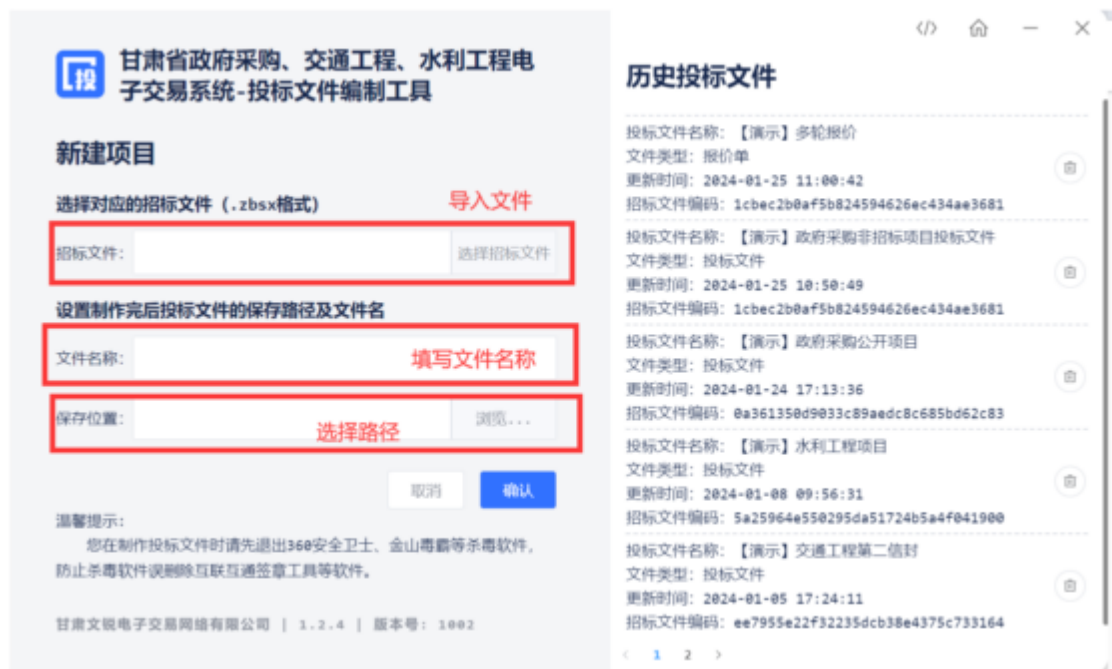 甘肃省政府采购、交通工程、水利工程电
子交易系统-投标文件编制工具
投
新建项目
选择对应的招标文件（.zbsx格式）
导入文件
招标文件:
选择招标文件
设置制作完后投标文件的保存路径及文件名
文件名称:
填写文件名称
保存位置:
选择路径
浏览...
取消
确认
温馨提示:
您在制作投标文件时请先退出360安全卫士、金山毒霸等杀毒软件，
防止杀毒软件误删除互联互通签章工具等软件。
甘肃文锐电子交易网络有限公司 | 1.2.4 | 版本号: 1002
历史投标文件
投标文件名称: 【演示】多轮报价
文件类型: 报价单
更新时间: 2024-01-25 11:00:42
招标文件编码: 1cbec2b0af5b824594626ec434ae3681
投标文件名称: 【演示】政府采购非招标项目投标文件
文件类型: 投标文件
更新时间: 2024-01-25 10:50:49
招标文件编码: 1cbec2b0af5b824594626ec434ae3681
投标文件名称: 【演示】政府采购公开项目
文件类型: 投标文件
更新时间: 2024-01-24 17:13:36
招标文件编码: 0a361350d9033c89aedc8c685bd62c83
投标文件名称: 【演示】水利工程项目
文件类型: 投标文件
更新时间: 2024-01-08 09:56:31
招标文件编码: 5a25964e550295da51724b5a4f041900
投标文件名称: 【演示】交通工程第二信封
文件类型: 投标文件
更新时间: 2024-01-05 17:24:11
招标文件编码: ee7955e22f32235dcb38e4375c733164
< 1 2 >